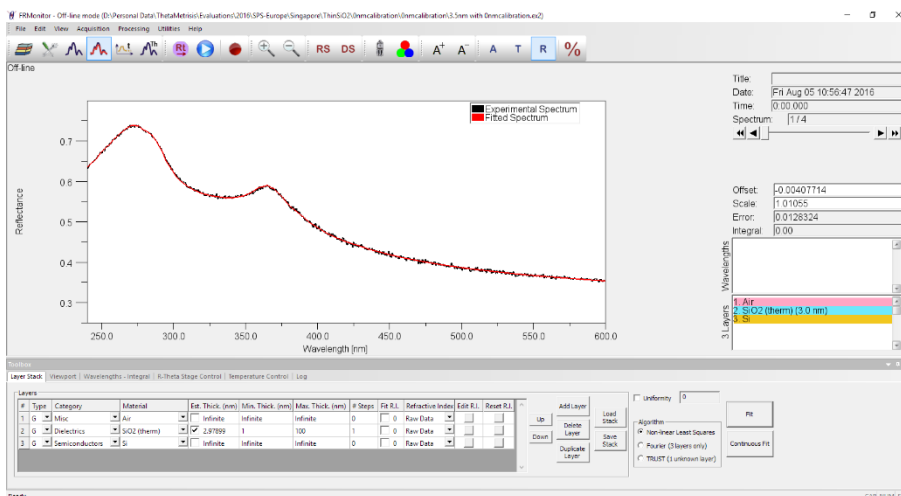 FRMonitor - Off-line mode (D:\Personal Data\ThetaMetrisis\Evaluations\2016\SPS-Europe\Singapore\ThinSiO2\0nmcalibration\0nmcalibration\3.5nm with 0nmcalibration.ex2)
File Edit View Acquisition Processing Utilities Help
RL RS DS A+ A- A T R %
Off-line
Title:
Date: Fri Aug 05 10:56:47 2016
Time: 0:00.000
Spectrum: 1/4
Experimental Spectrum
Fitted Spectrum
0.7
0.6
0.5
0.4
0.3
Reflectance
250.0 300.0 350.0 400.0 450.0 500.0 550.0 600.0
Wavelength [nm]
Offset: -0.00407714
Scale: 1.01055
Error: 0.0128324
Integral: 0.00
Wavelengths
3 Layers
1. Air
2. SiO2 (therm) (3.0 nm)
3. Si
Toolbox
Layer Stack Viewport Wavelengths - Integral R-Theta Stage Control Temperature Control Log
Layers
# Type Category Material Est. Thick. (nm) Min. Thick. (nm) Max. Thick. (nm) # Steps Fit R.I. Refractive Index Edit R.I. Reset R.I.
1 G Misc Air Infinite Infinite Infinite 0 0 Raw Data
2 G Dielectrics SiO2 (therm) 2.97899 1 100 1 0 Raw Data
3 G Semiconductors Si Infinite Infinite Infinite 0 0 Raw Data
Up
Down
Add Layer
Delete Layer
Duplicate Layer
Load Stack
Save Stack
Uniformity 0
Algorithm
Non-linear Least Squares
Fourier (3 layers only)
TRUST (1 unknown layer)
Fit
Continuous Fit
Ready